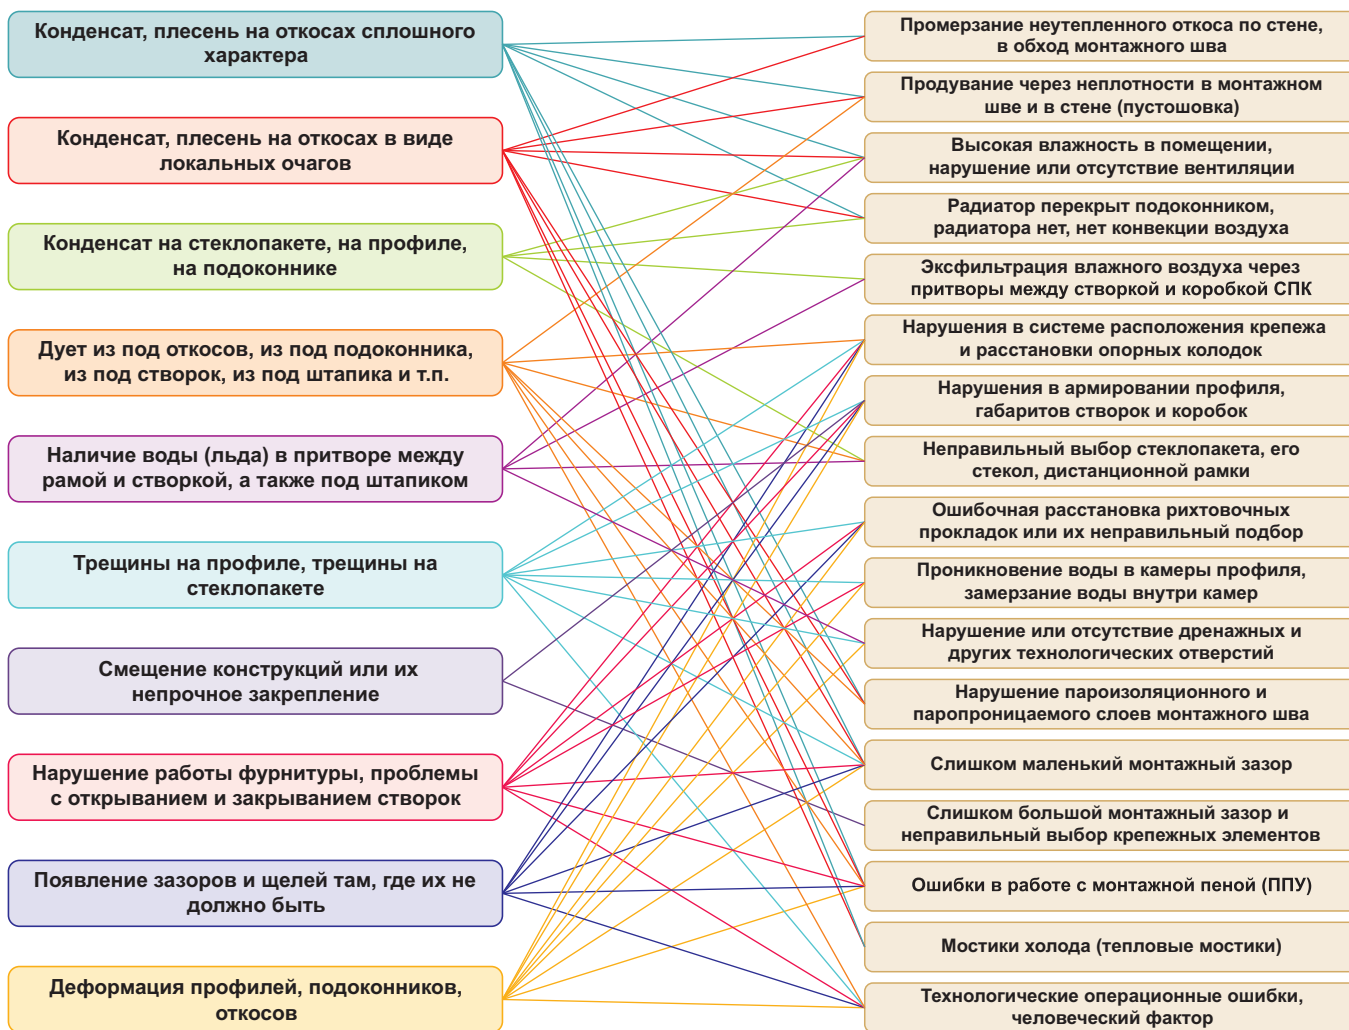 Конденсат, плесень на откосах сплошного
характера
Конденсат, плесень на откосах в виде
локальных очагов
Конденсат на стеклопакете, на профиле,
на подоконнике
Дует из под откосов, из под подоконника,
из под створок, из под штапика и т.п.
Наличие воды (льда) в притворе между
рамой и створкой, а также под штапиком
Трещины на профиле, трещины на
стеклопакете
Смещение конструкций или их
непрочное закрепление
Нарушение работы фурнитуры, проблемы
с открыванием и закрыванием створок
Появление зазоров и щелей там, где их не
должно быть
Деформация профилей, подоконников,
откосов
Промерзание неутепленного откоса по стене,
в обход монтажного шва
Продувание через неплотности в монтажном
шве и в стене (пустошовка)
Высокая влажность в помещении,
нарушение или отсутствие вентиляции
Радиатор перекрыт подоконником,
радиатора нет, нет конвекции воздуха
Эксфильтрация влажного воздуха через
притворы между створкой и коробкой СПК
Нарушения в системе расположения крепежа
и расстановки опорных колодок
Нарушения в армировании профиля,
габаритов створок и коробок
Неправильный выбор стеклопакета, его
стекол, дистанционной рамки
Ошибочная расстановка рихтовочных
прокладок или их неправильный подбор
Проникновение воды в камеры профиля,
замерзание воды внутри камер
Нарушение или отсутствие дренажных и
других технологических отверстий
Нарушение пароизоляционного и
паропроницаемого слоев монтажного шва
Слишком маленький монтажный зазор
Слишком большой монтажный зазор и
неправильный выбор крепежных элементов
Ошибки в работе с монтажной пеной (ППУ)
Мостики холода (тепловые мостики)
Технологические операционные ошибки,
человеческий фактор